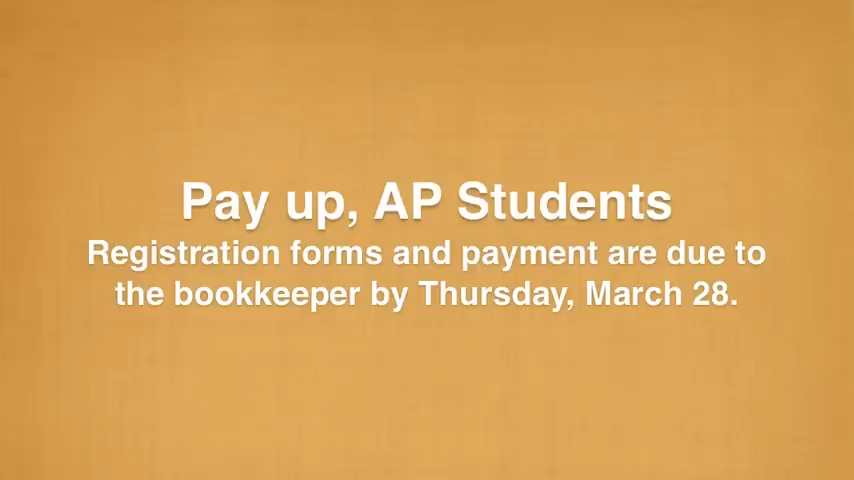 Pay up, AP Students
Registration forms and payment are due to
the bookkeeper by Thursday, March 28.